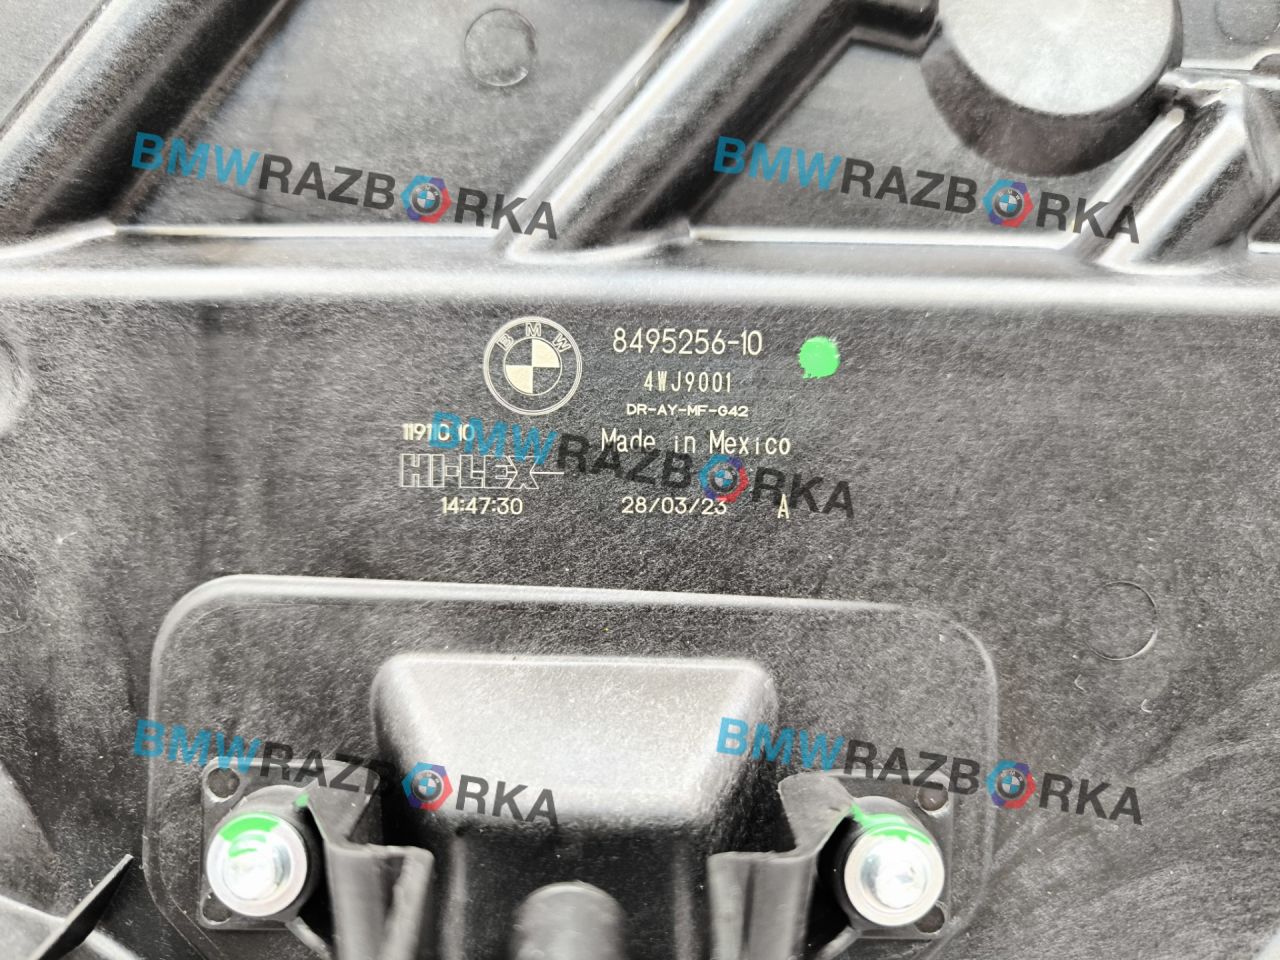 BMWRAZBORKA
BMWRAZBORKA
BMW
8495256-10
4WJ9001
DR-AY-MF-G42
Made in Mexico
HI-LEX
14:47:30
28/03/23 A
BMWRAZBORKA
BMWRAZBORKA
BMWRAZBORKA